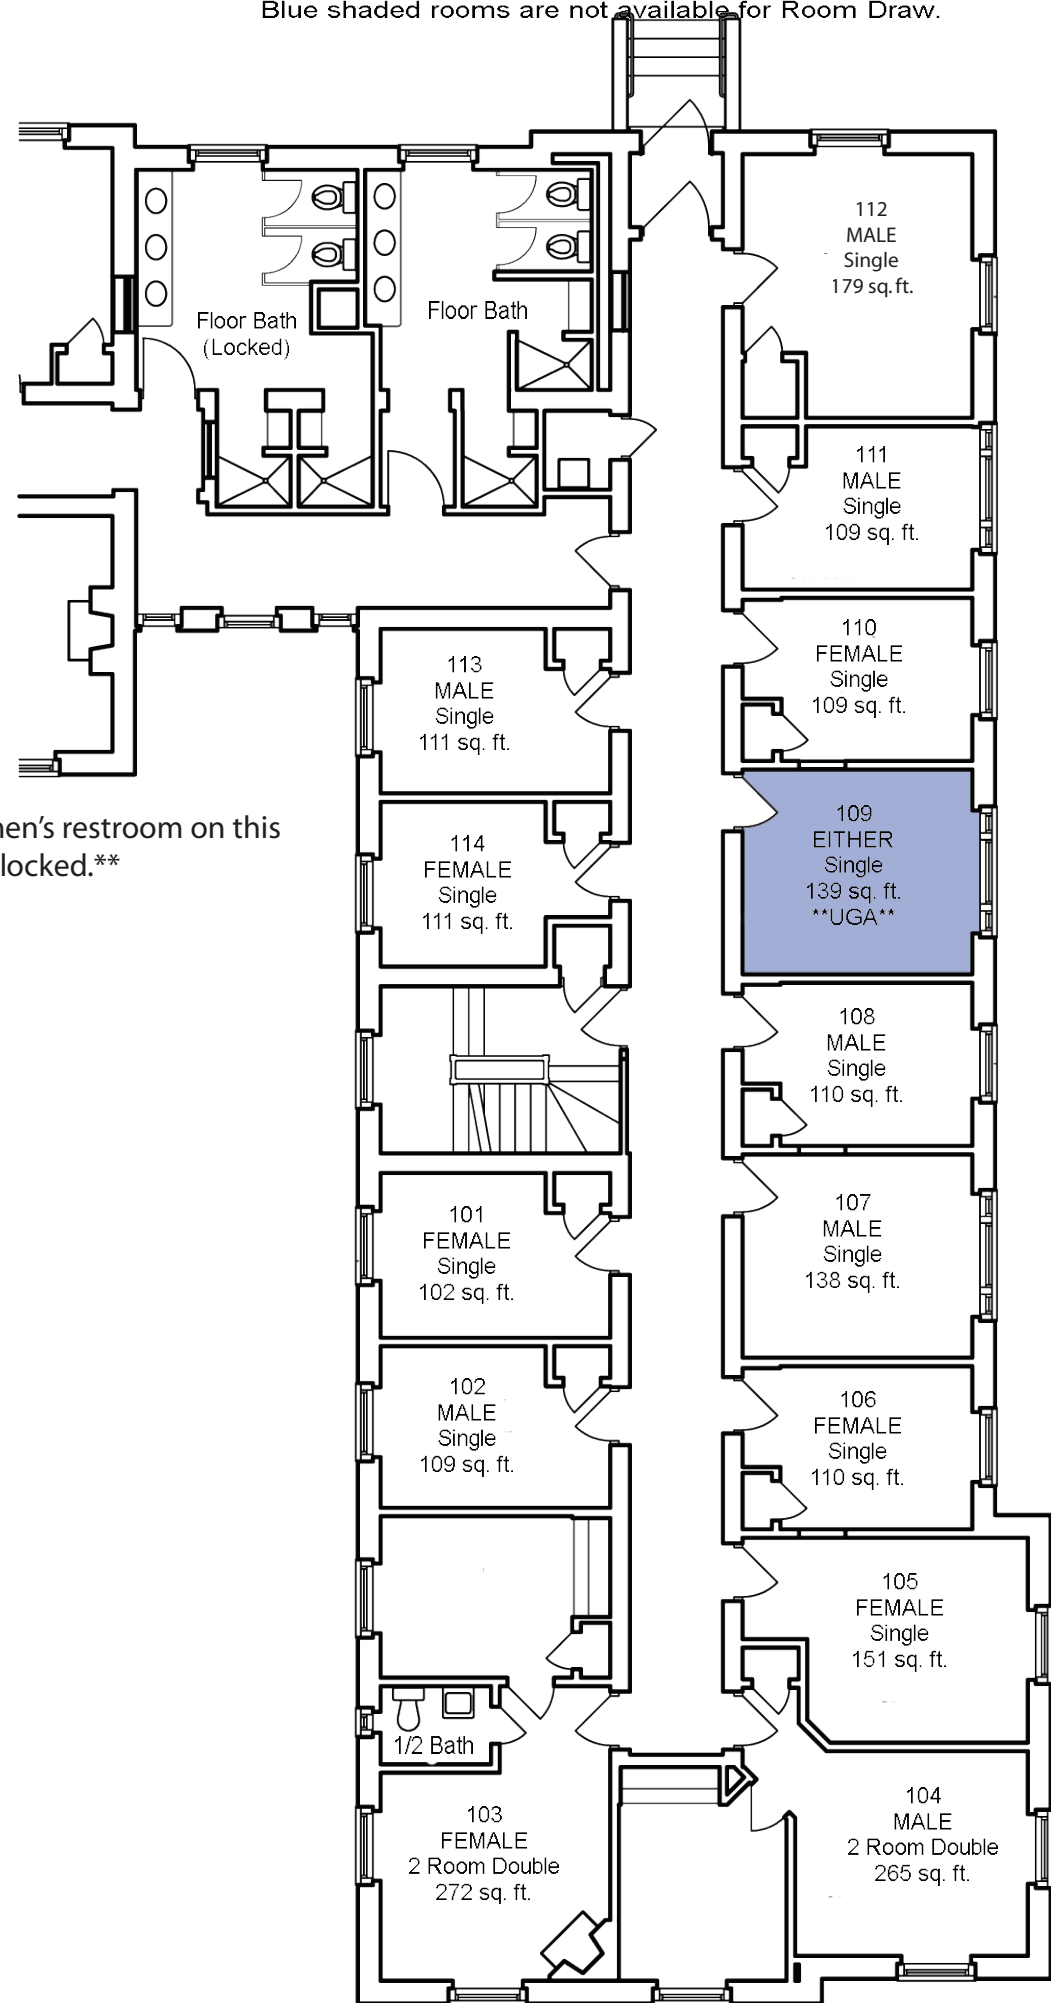 Blue shaded rooms are not available for Room Draw.
112
MALE
Single
179 sq.ft.
Floor Bath
(Locked)
Floor Bath
111
MALE
Single
109 sq. ft.
110
FEMALE
Single
109 sq. ft.
113
MALE
Single
111 sq. ft.
109
EITHER
Single
139 sq. ft.
**UGA**
nen’s restroom on this
locked.**
114
FEMALE
Single
111 sq. ft.
108
MALE
Single
110 sq. ft.
107
MALE
Single
138 sq. ft.
101
FEMALE
Single
102 sq. ft.
102
MALE
Single
109 sq. ft.
106
FEMALE
Single
110 sq. ft.
105
FEMALE
Single
151 sq. ft.
1/2 Bath
103
FEMALE
2 Room Double
272 sq. ft.
104
MALE
2 Room Double
265 sq. ft.